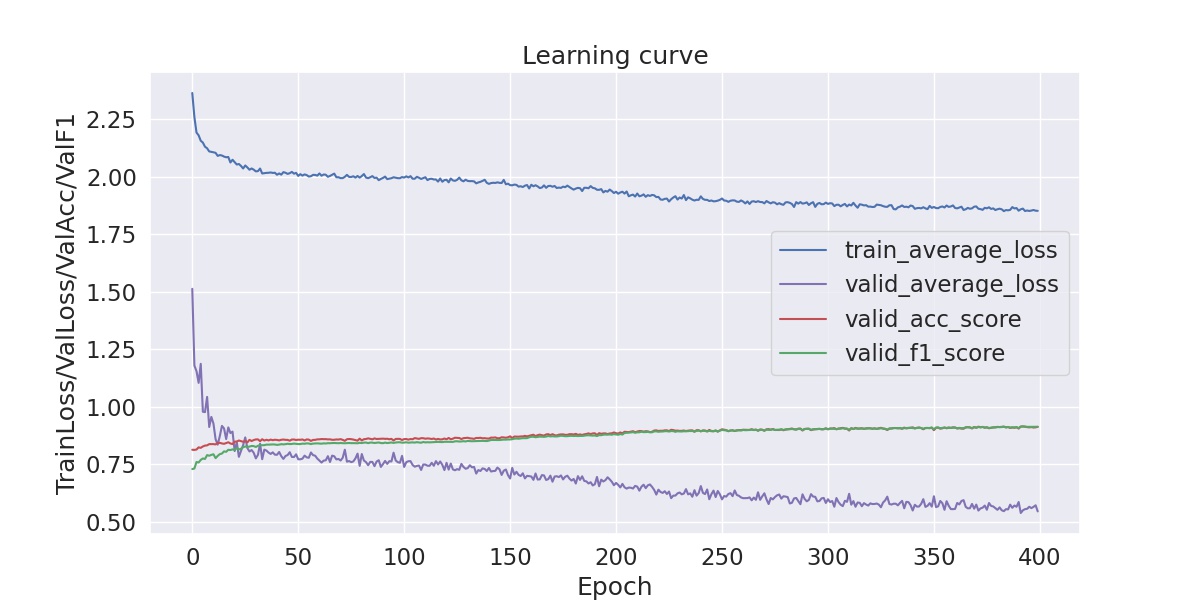 Learning curve
TrainLoss/ValLoss/ValAcc/ValF1
2.25
2.00
1.75
1.50
1.25
1.00
0.75
0.50
train_average_loss
valid_average_loss
valid_acc_score
valid_f1_score
0 50 100 150 200 250 300 350 400
Epoch